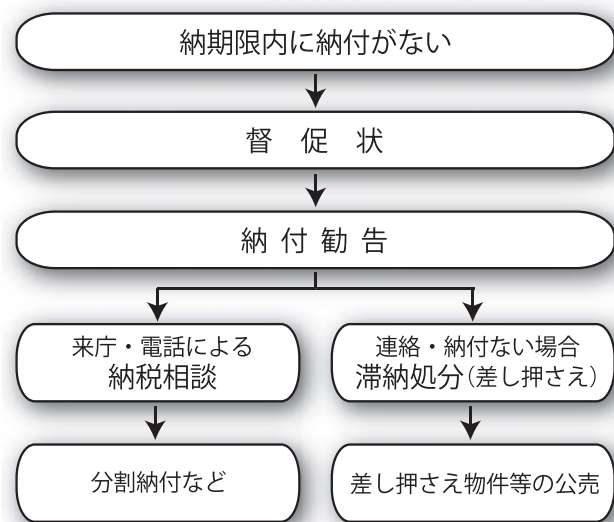 納期限内に納付がない
督促状
納付勧告
来庁・電話による
納税相談
連絡・納付ない場合
滞納処分(差し押さえ)
分割納付など
差し押さえ物件等の公売